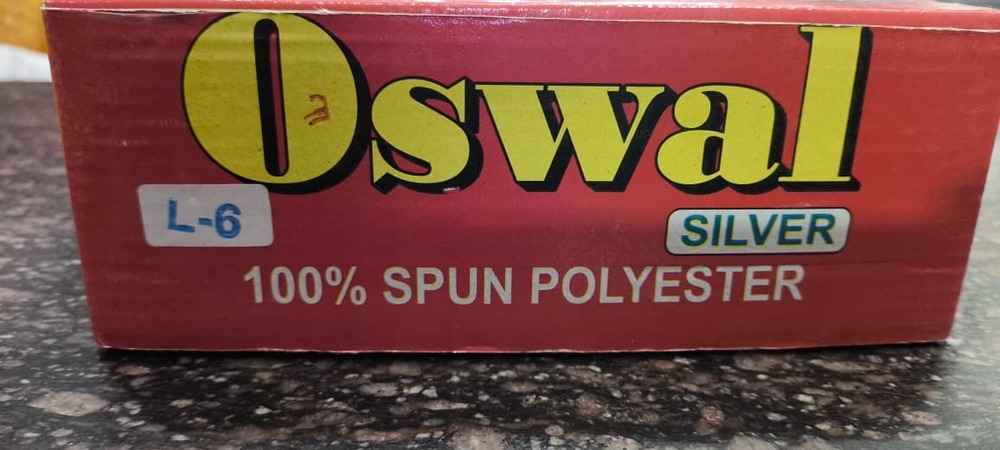 Oswal
L-6
SILVER
100% SPUN POLYESTER